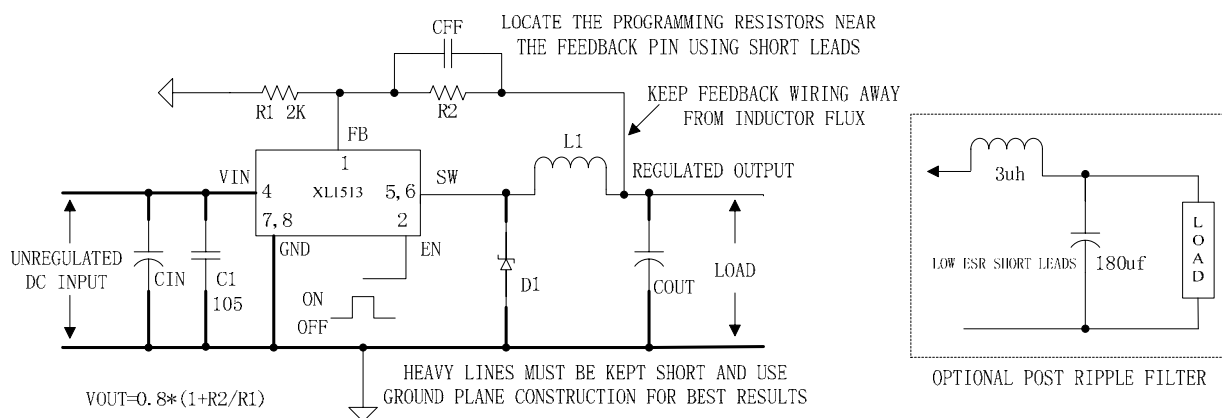 LOCATE THE PROGRAMMING RESISTORS NEAR
THE FEEDBACK PIN USING SHORT LEADS
CFF
R1 2K
R2
KEEP FEEDBACK WIRING AWAY
FROM INDUCTOR FLUX
FB
1
L1
VIN
4
XL1513
5,6
SW
REGULATED OUTPUT
7,8
2
GND
EN
UNREGULATED
DC INPUT
CIN
C1
105
ON
OFF
D1
COUT
LOAD
HEAVY LINES MUST BE KEPT SHORT AND USE
GROUND PLANE CONSTRUCTION FOR BEST RESULTS
VOUT=0.8*(1+R2/R1)
3uh
LOW ESR SHORT LEADS
180uf
LOAD
OPTIONAL POST RIPPLE FILTER